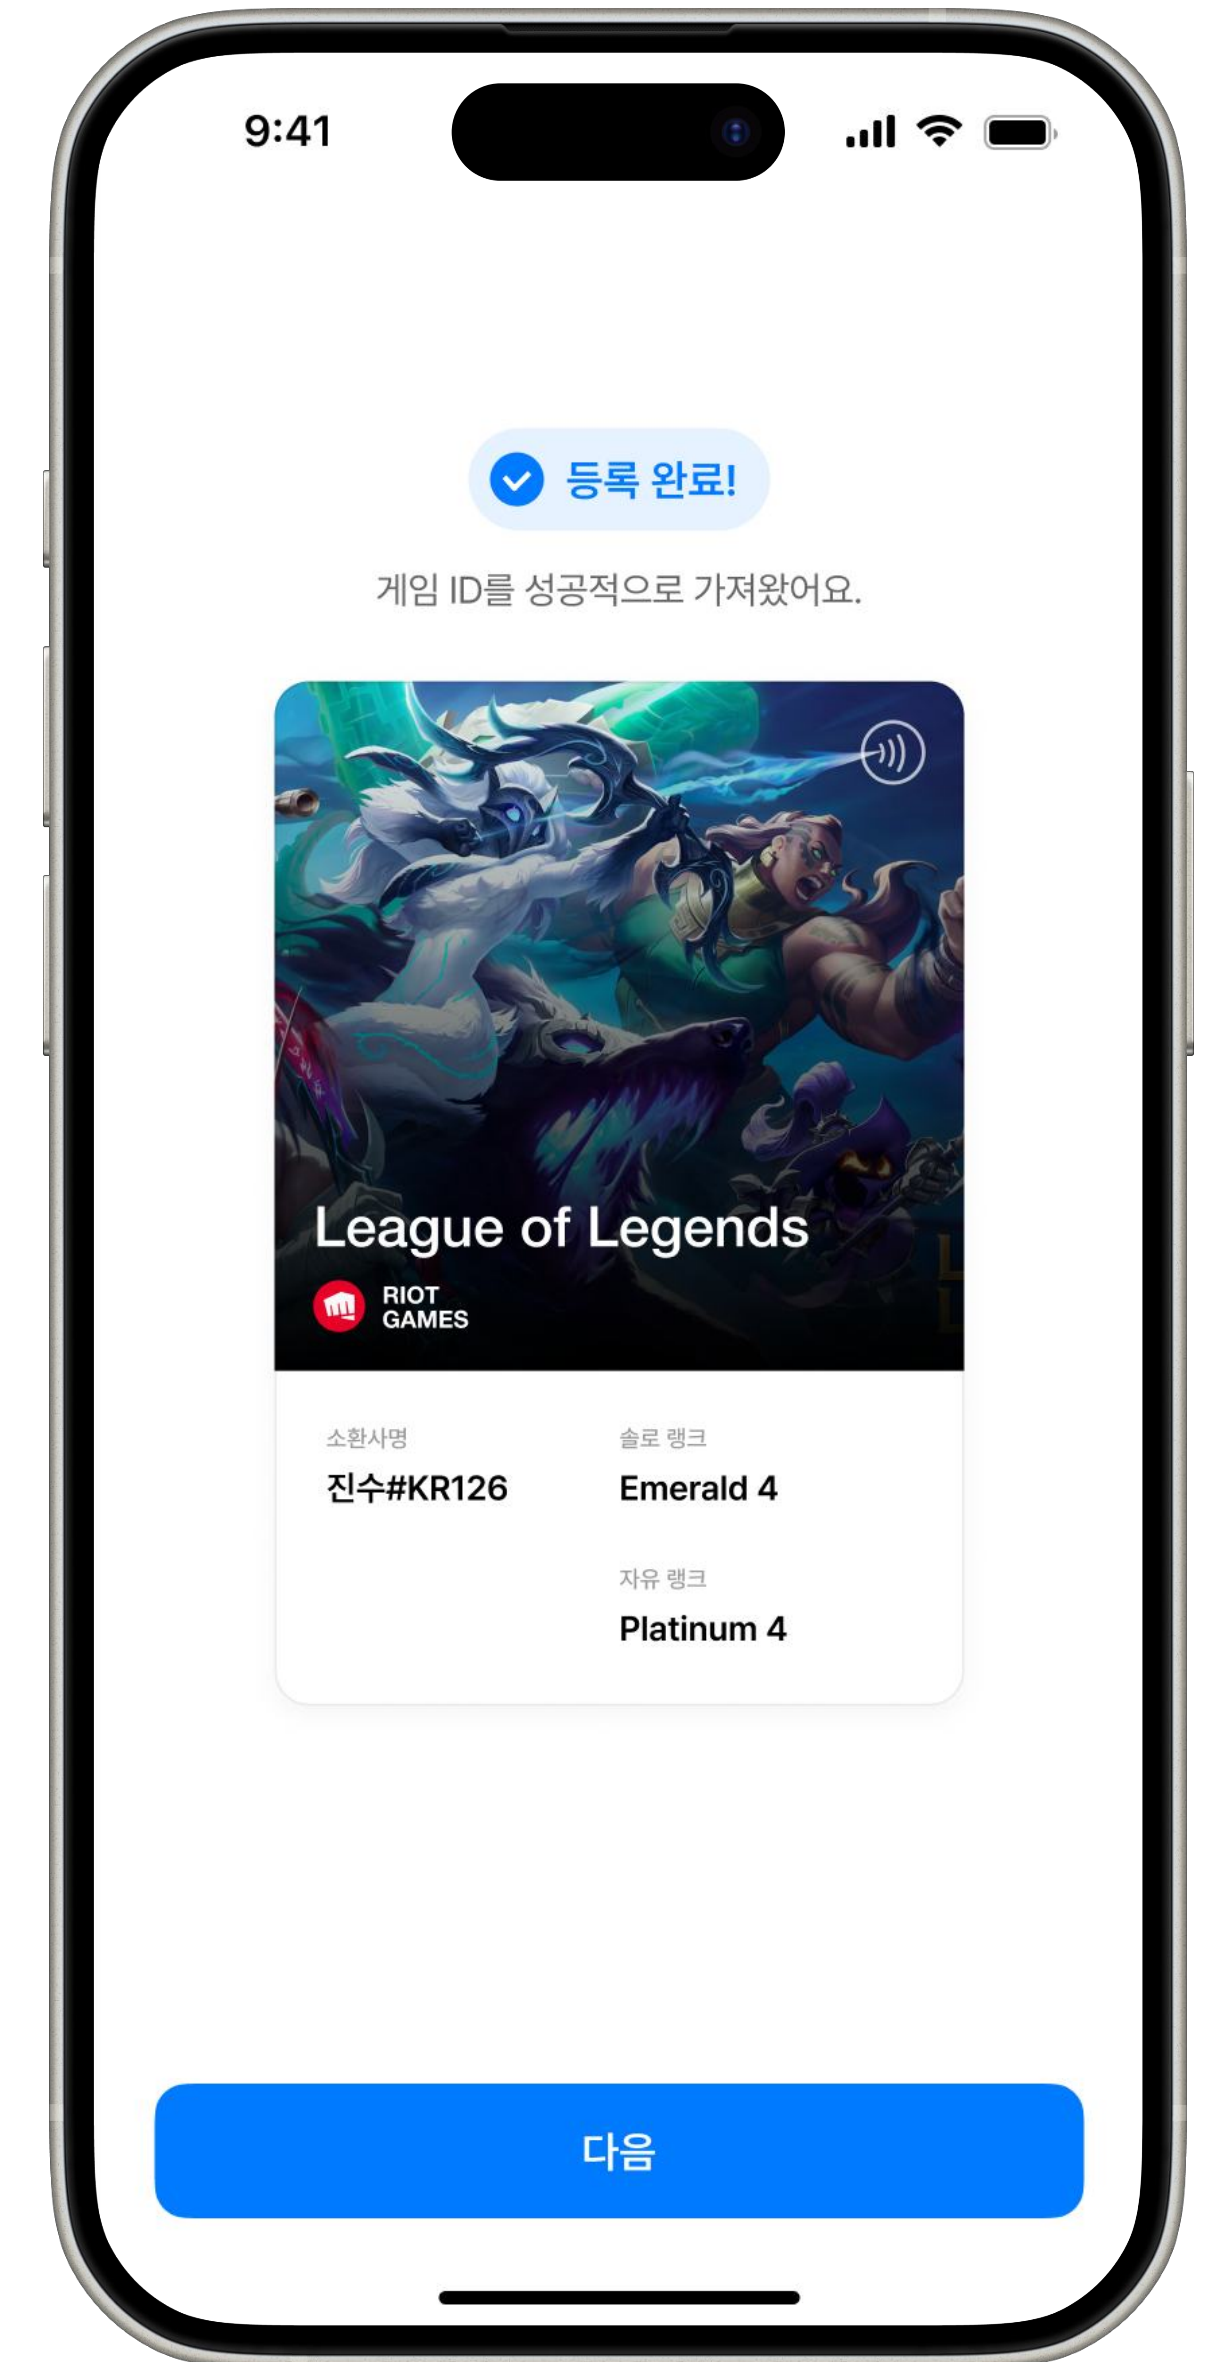 9:41
등록 완료!
게임 ID를 성공적으로 가져왔어요.
League of Legends
RIOT
GAMES
소환사명
솔로 랭크
진수#KR126
Emerald 4
자유 랭크
Platinum 4
다음